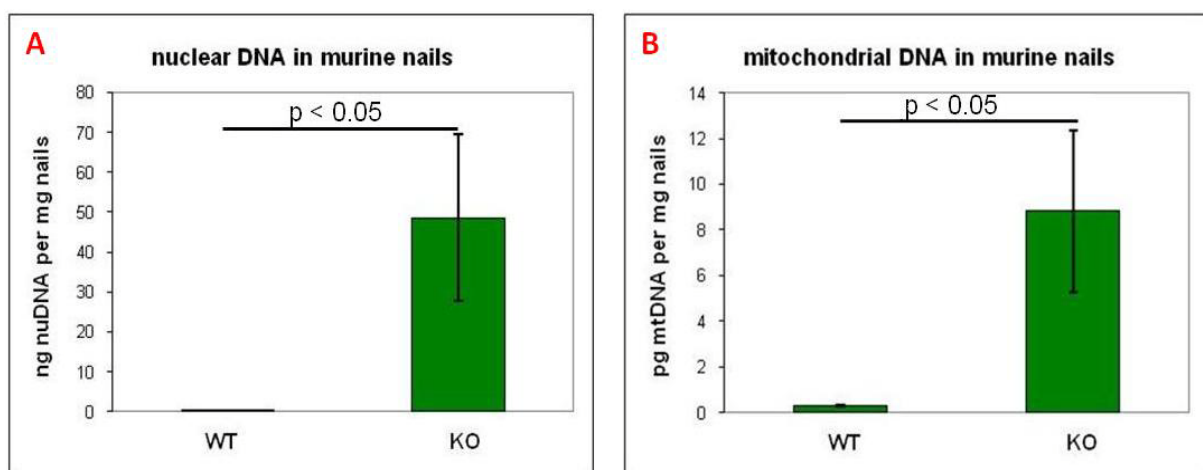 A
nuclear DNA in murine nails
p < 0.05
80
70
60
50
40
30
20
10
0
ng nuDNA per mg nails
WT KO
B
mitochondrial DNA in murine nails
p < 0.05
14
12
10
8
6
4
2
0
pg mtDNA per mg nails
WT KO